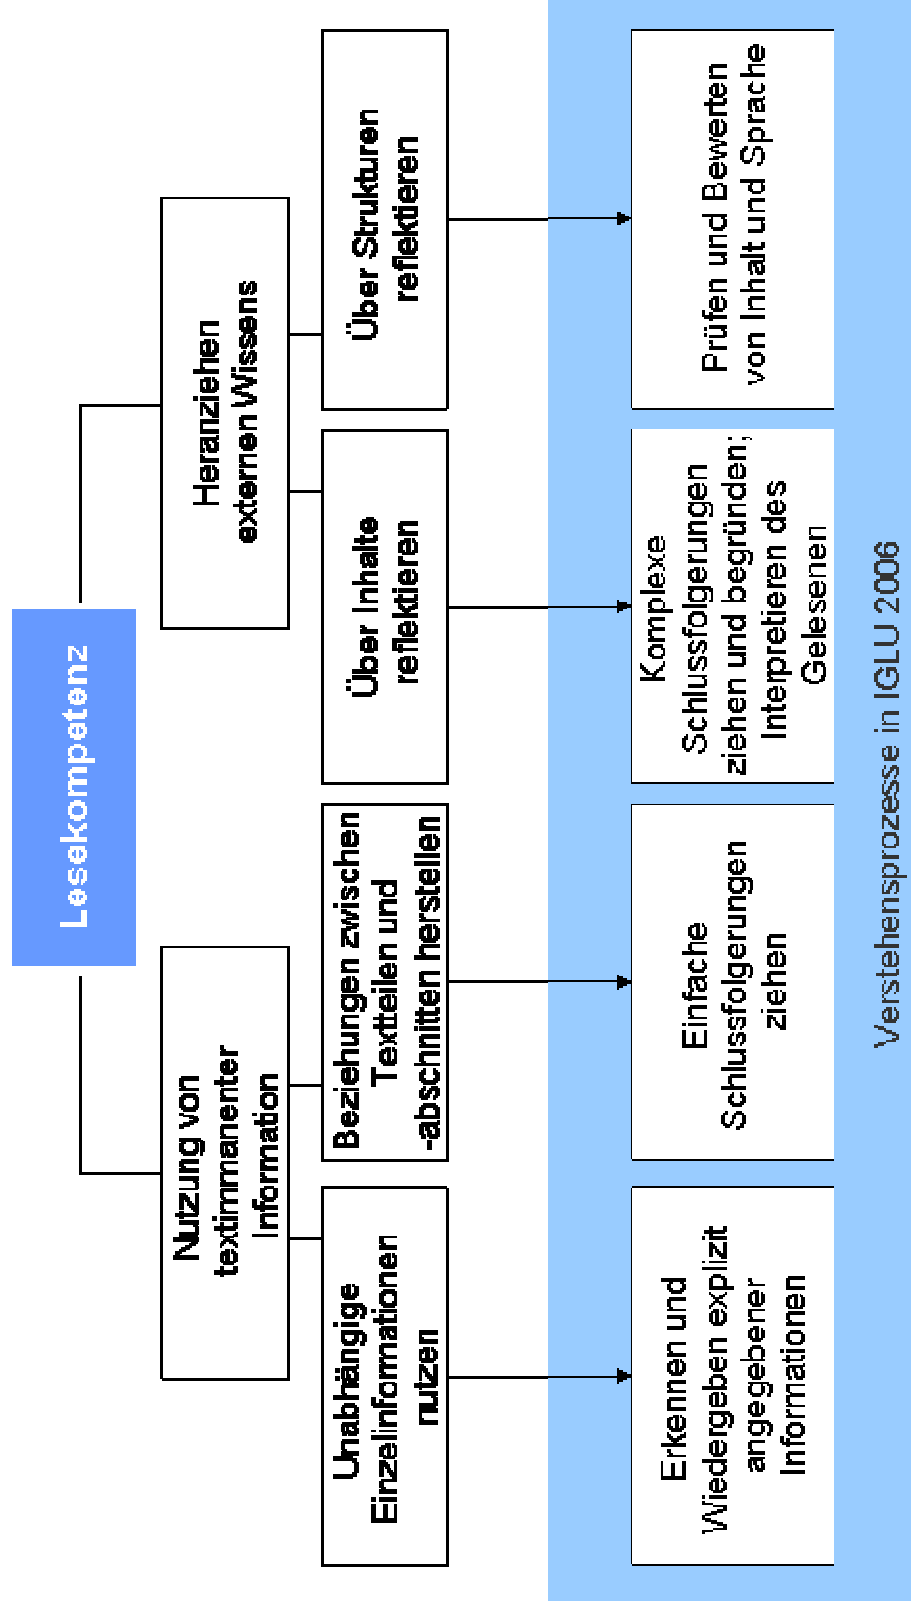 Lesekompetenz
Nutzung von
textimmanenter
Information
Heranziehen
externen Wissens
Unabhängige
Einzelinformationen
nutzen
Beziehungen zwischen
Textteilen und
-abschnitten herstellen
Über Inhalte
reflektieren
Über Strukturen
reflektieren
Erkennen und
Wiedergeben explizit
angegebener
Informationen
Einfache
Schlussfolgerungen
ziehen
Komplexe
Schlussfolgerungen
ziehen und begründen;
Interpretieren des
Gelesenen
Prüfen und Bewerten
von Inhalt und Sprache
Verstehensprozesse in IGLU 2006